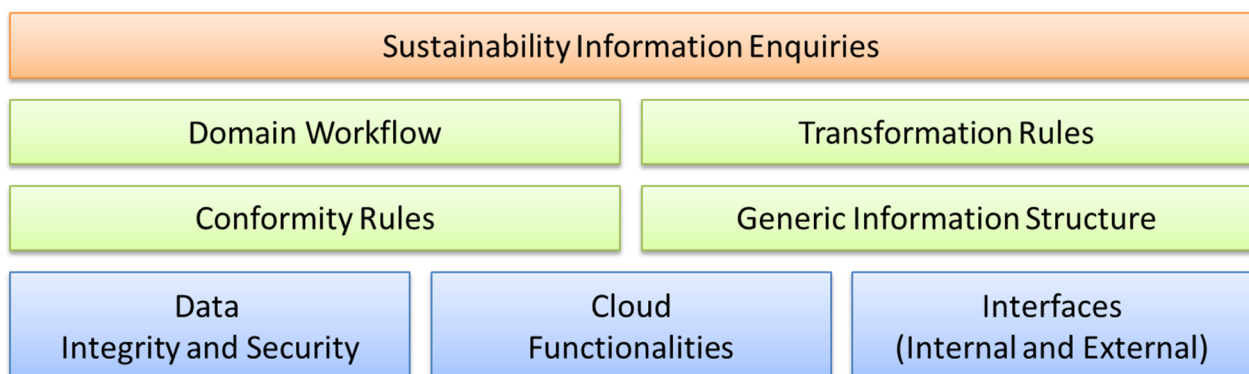 Sustainability Information Enquiries
Domain Workflow
Transformation Rules
Conformity Rules
Generic Information Structure
Data
Integrity and Security
Cloud
Functionalities
Interfaces
(Internal and External)